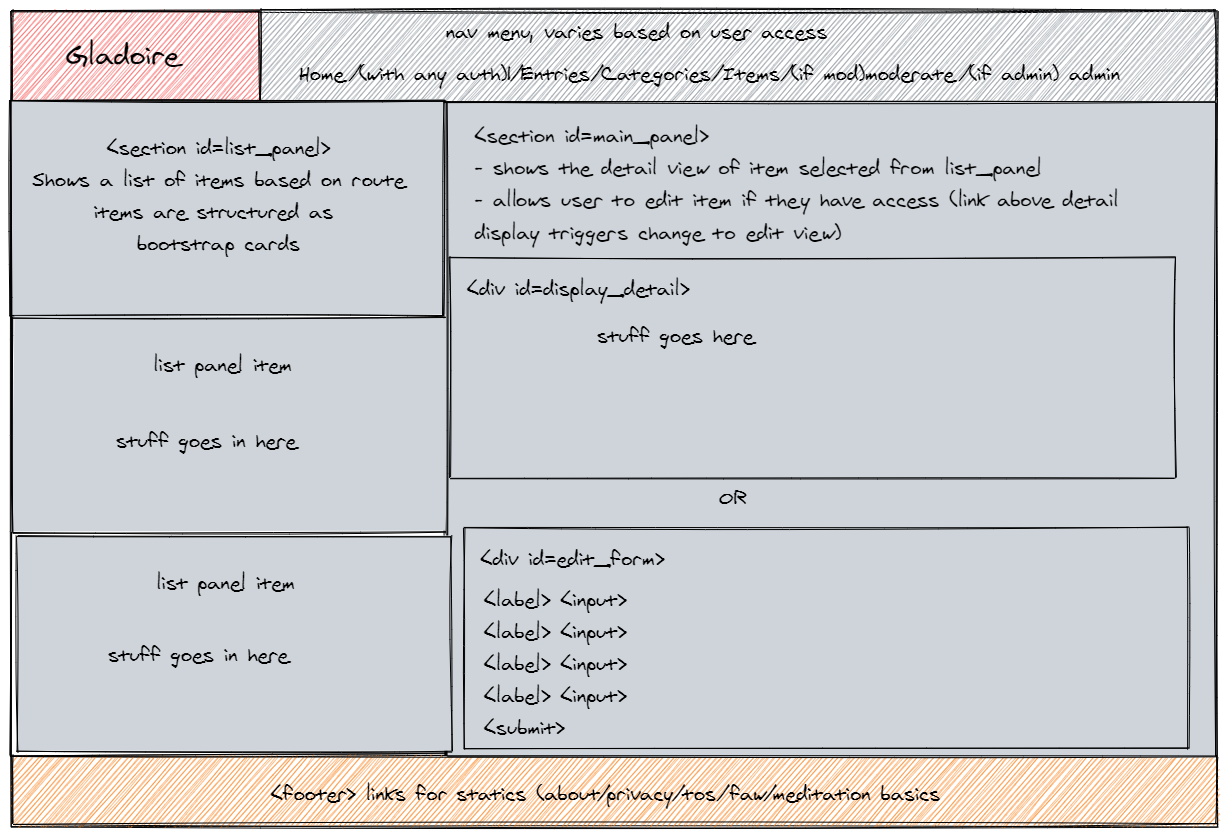 Gladoire
nav menu, varies based on user access
Home/(with any auth)|/Entries/Categories/Items/(if mod)moderate/(if admin) admin
<section id=list_panel>
Shows a list of items based on route
items are structured as
bootstrap cards
list panel item
stuff goes in here
list panel item
stuff goes in here
<section id=main_panel>
- shows the detail view of item selected from list_panel
- allows user to edit item if they have access (link above detail
display triggers change to edit view)
<div id=display_detail>
stuff goes here
OR
<div id=edit_form>
<label> <input>
<label> <input>
<label> <input>
<label> <input>
<submit>
<footer> links for statics (about/privacy/tos/faw/meditation basics